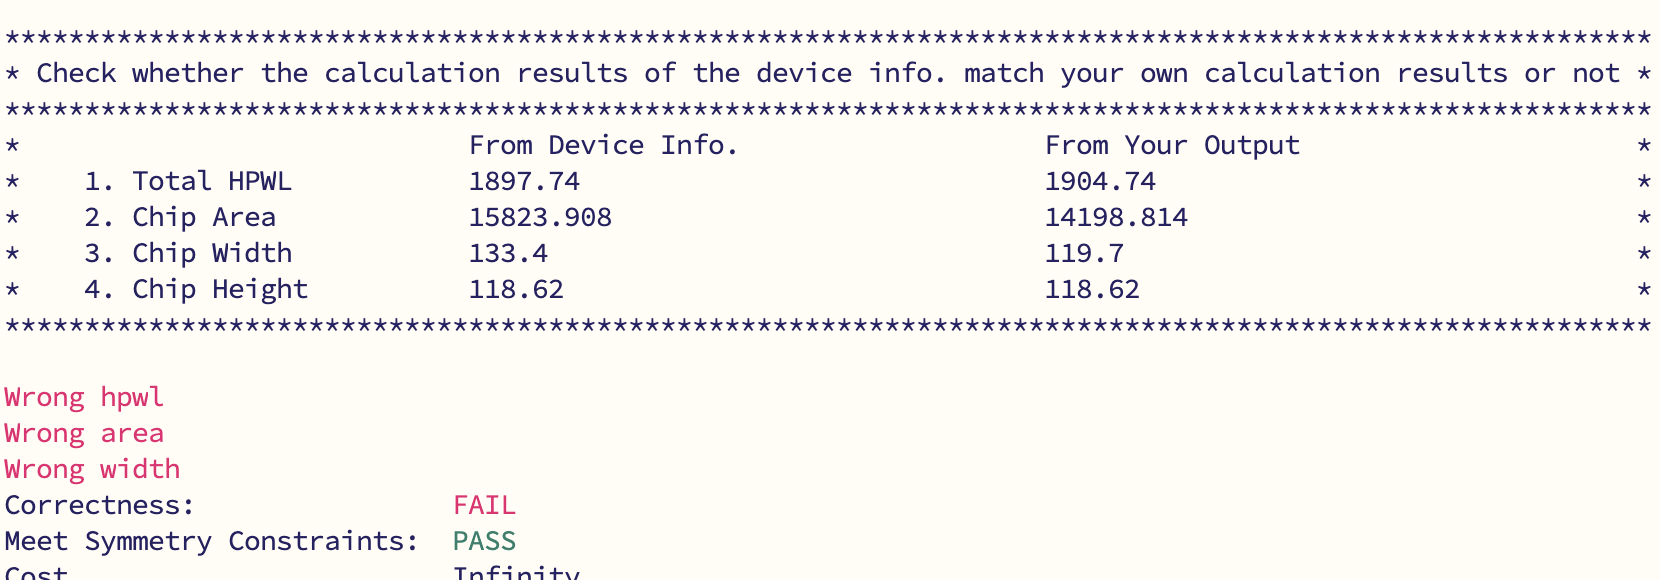 *******************************************************************************************************
* Check whether the calculation results of the device info. match your own calculation results or not *
*******************************************************************************************************
*                            From Device Info.                   From Your Output                     *
*    1. Total HPWL           1897.74                             1904.74                              *
*    2. Chip Area            15823.908                           14198.814                            *
*    3. Chip Width           133.4                               119.7                                *
*    4. Chip Height          118.62                              118.62                               *
*******************************************************************************************************
Wrong hpwl
Wrong area
Wrong width
Correctness:                FAIL
Meet Symmetry Constraints:  PASS
Cost                        Infinity